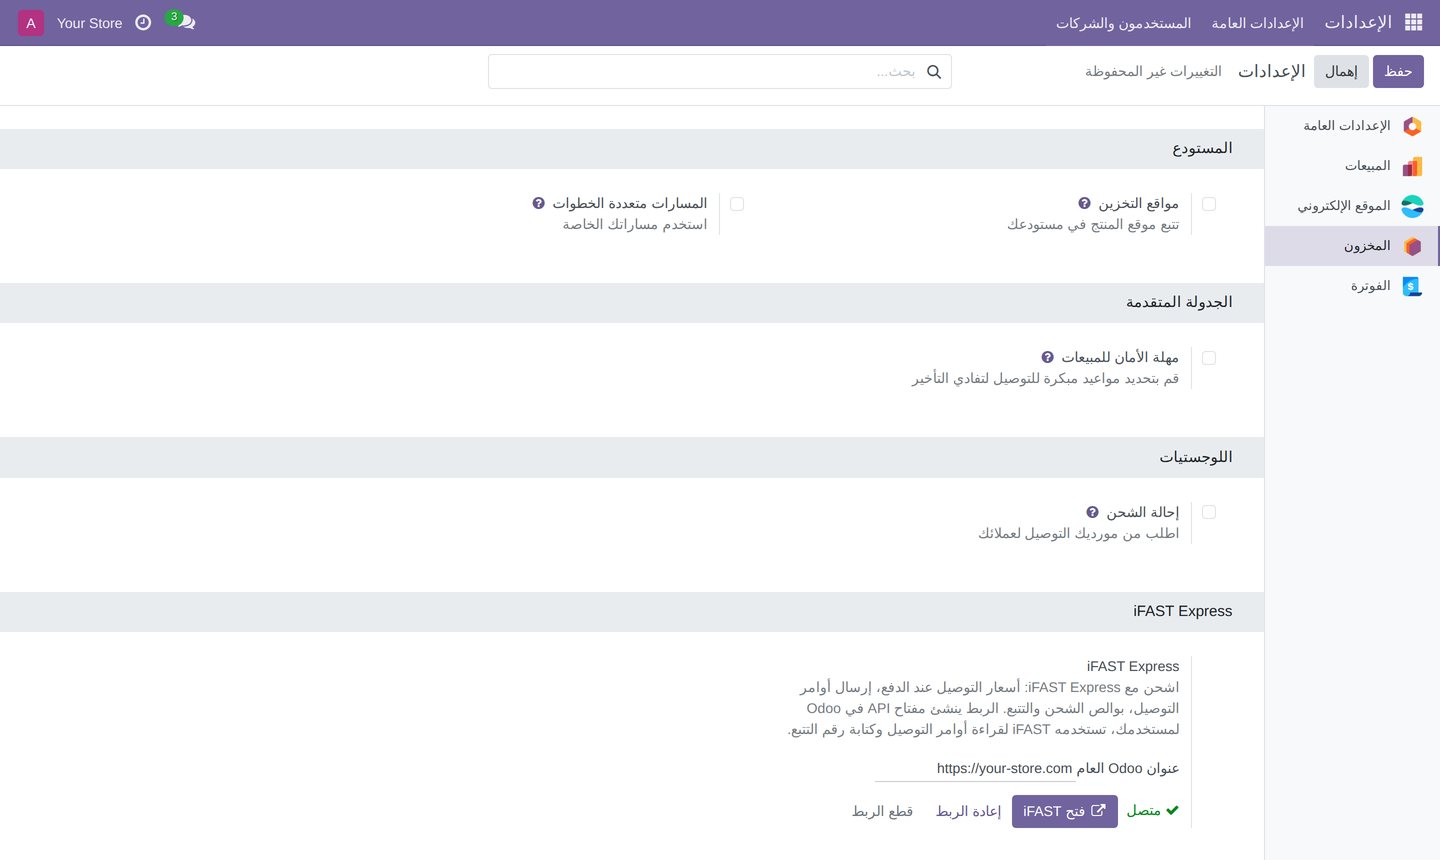 الإعدادات
الإعدادات العامة
المستخدمون والشركات
3
Your Store
A
حفظ
إهمال
الإعدادات
التغييرات غير المحفوظة
بحث...
الإعدادات العامة
المبيعات
الموقع الإلكتروني
المخزون
الفوترة
المستودع
مواقع التخزين
تتبع موقع المنتج في مستودعك
المسارات متعددة الخطوات
استخدم مساراتك الخاصة
الجدولة المتقدمة
مهلة الأمان للمبيعات
قم بتحديد مواعيد مبكرة للتوصيل لتفادي التأخير
اللوجستيات
إحالة الشحن
اطلب من مورديك التوصيل لعملائك
iFAST Express
iFAST Express
اشحن مع iFAST Express: أسعار التوصيل عند الدفع، إرسال أوامر
التوصيل، بوالص الشحن والتتبع. الربط ينشئ مفتاح API في Odoo
لمستخدمك، تستخدمه iFAST لقراءة أوامر التوصيل وكتابة رقم التتبع.
عنوان Odoo العام https://your-store.com
متصل
فتح iFAST
إعادة الربط
قطع الربط